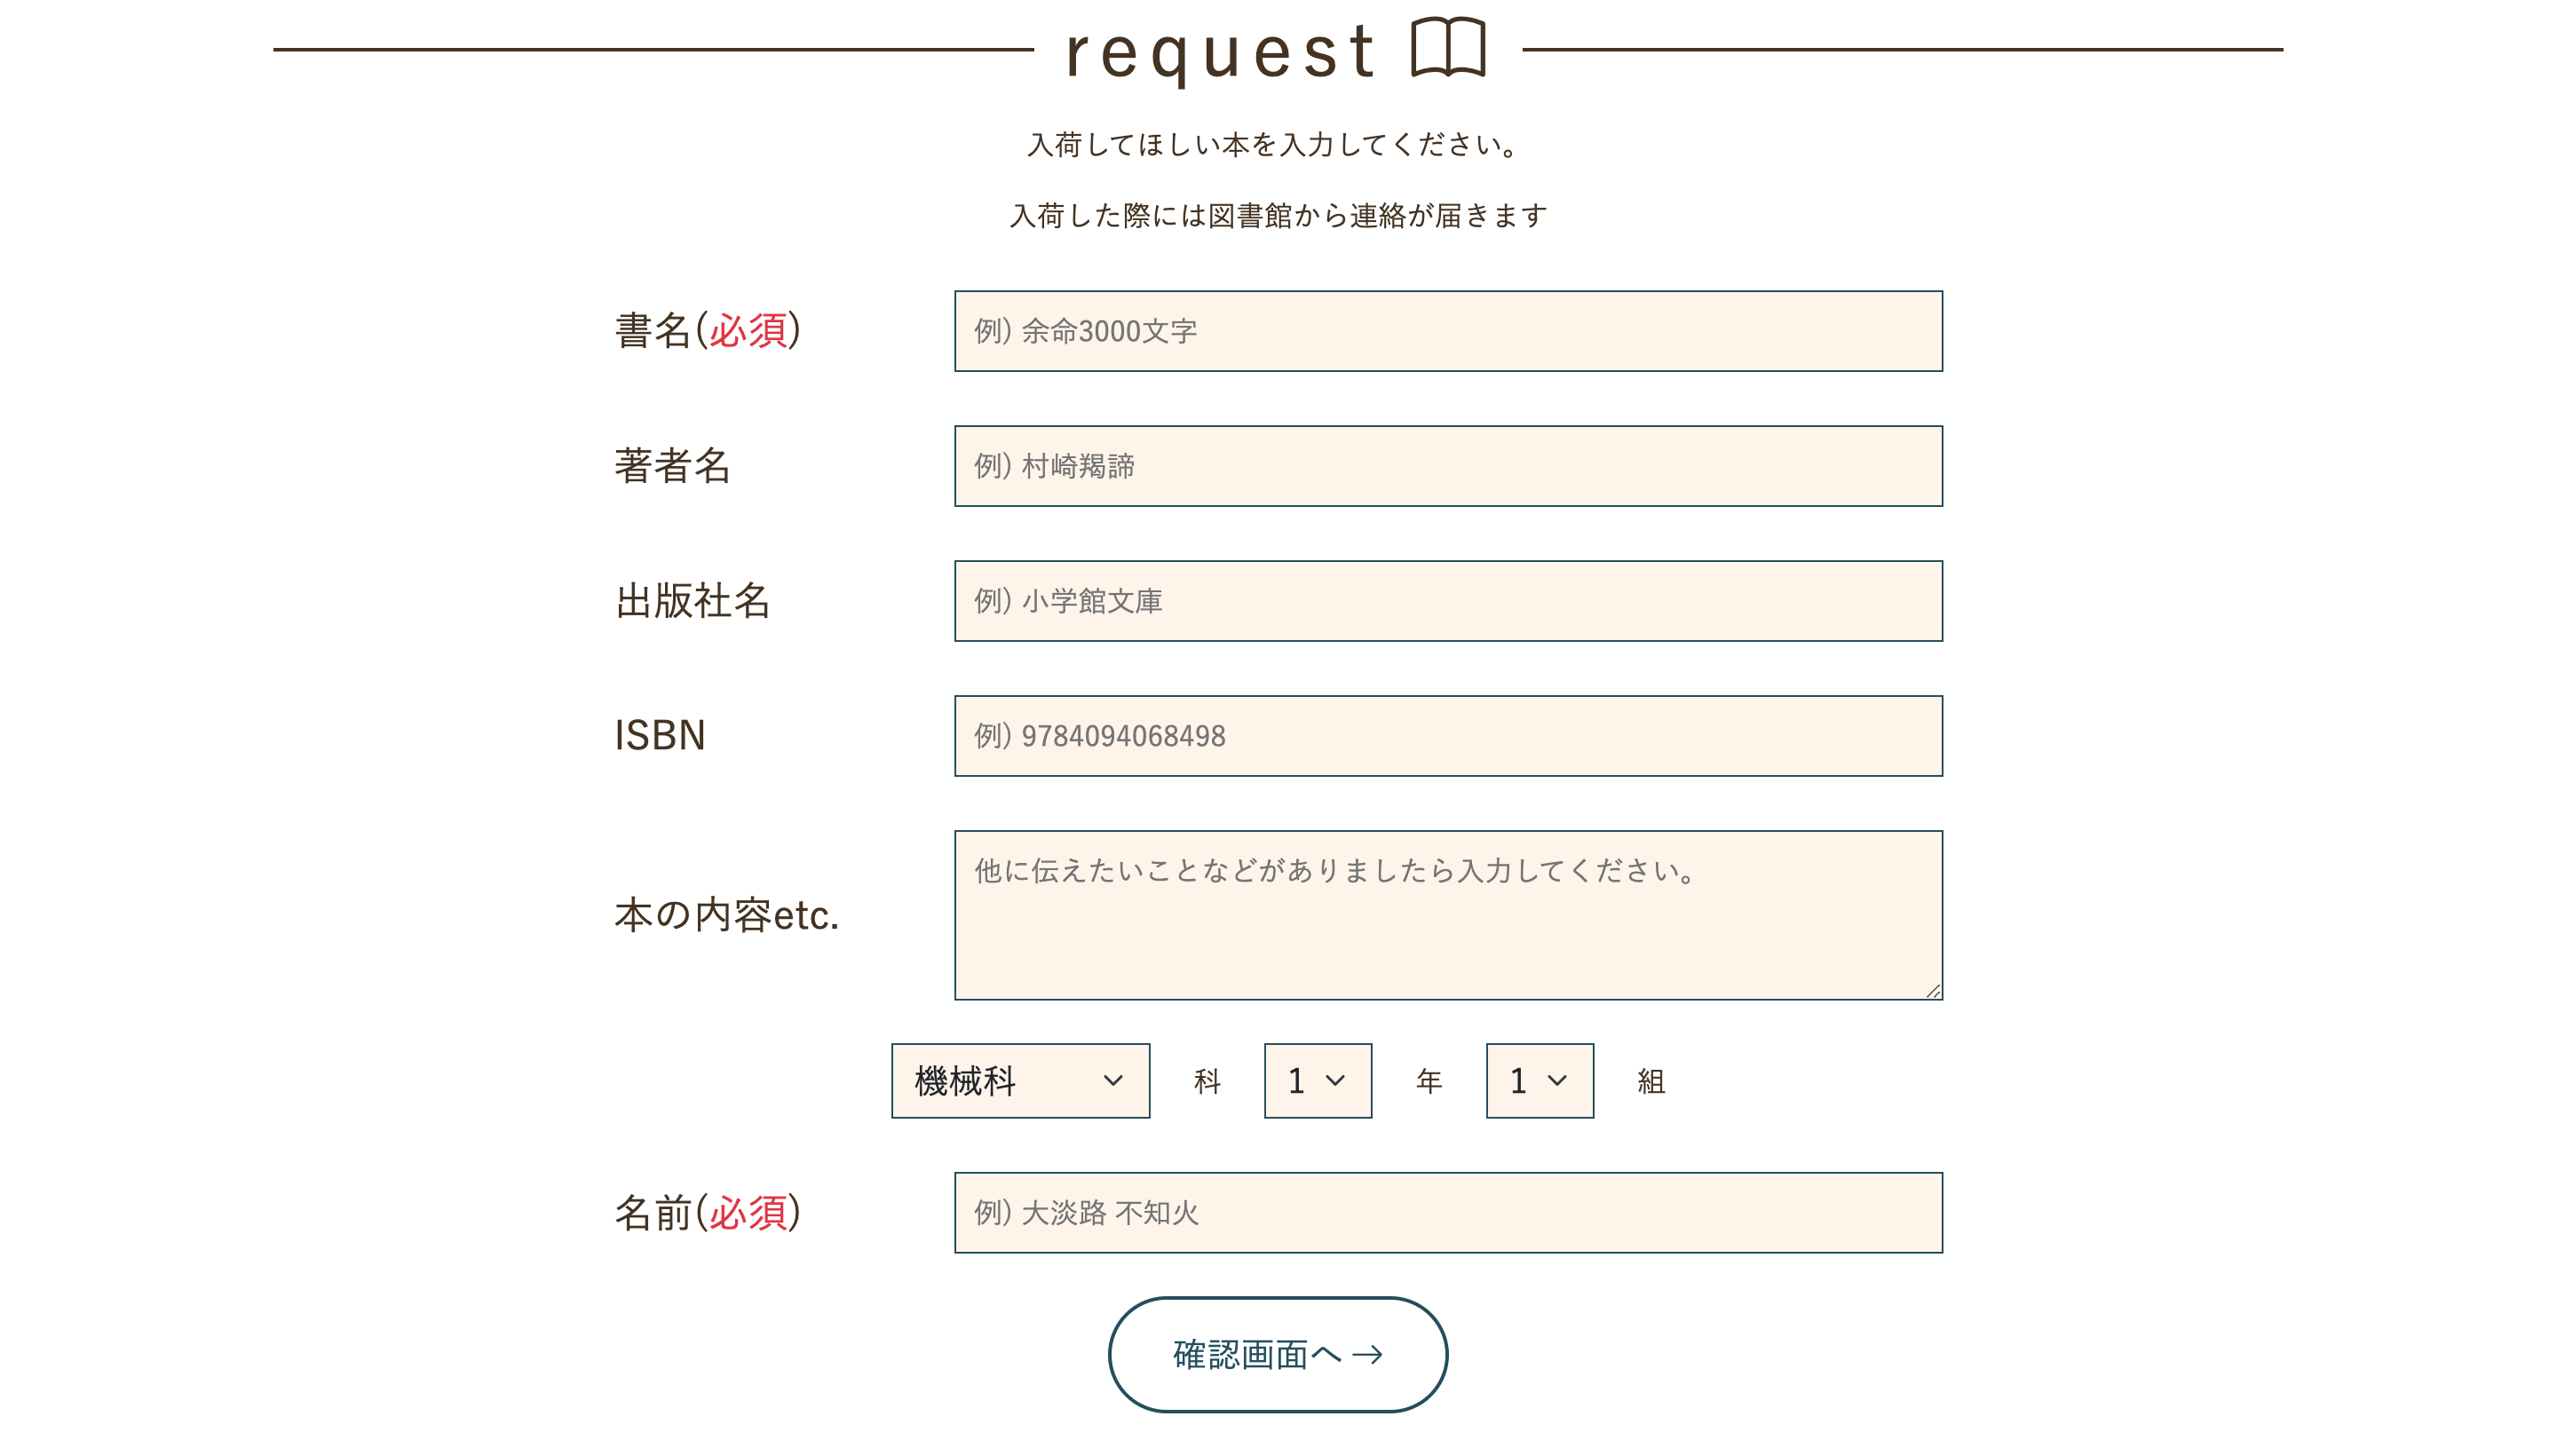 request
入荷してほしい本を入力してください。
入荷した際には図書館から連絡が届きます
書名(必須)
例) 余命3000文字
著者名
例) 村崎羯諦
出版社名
例) 小学館文庫
ISBN
例) 9784094068498
本の内容etc.
他に伝えたいことなどがありましたら入力してください。
機械科 科 1 年 1 組
名前(必須)
例) 大淡路 不知火
確認画面へ →